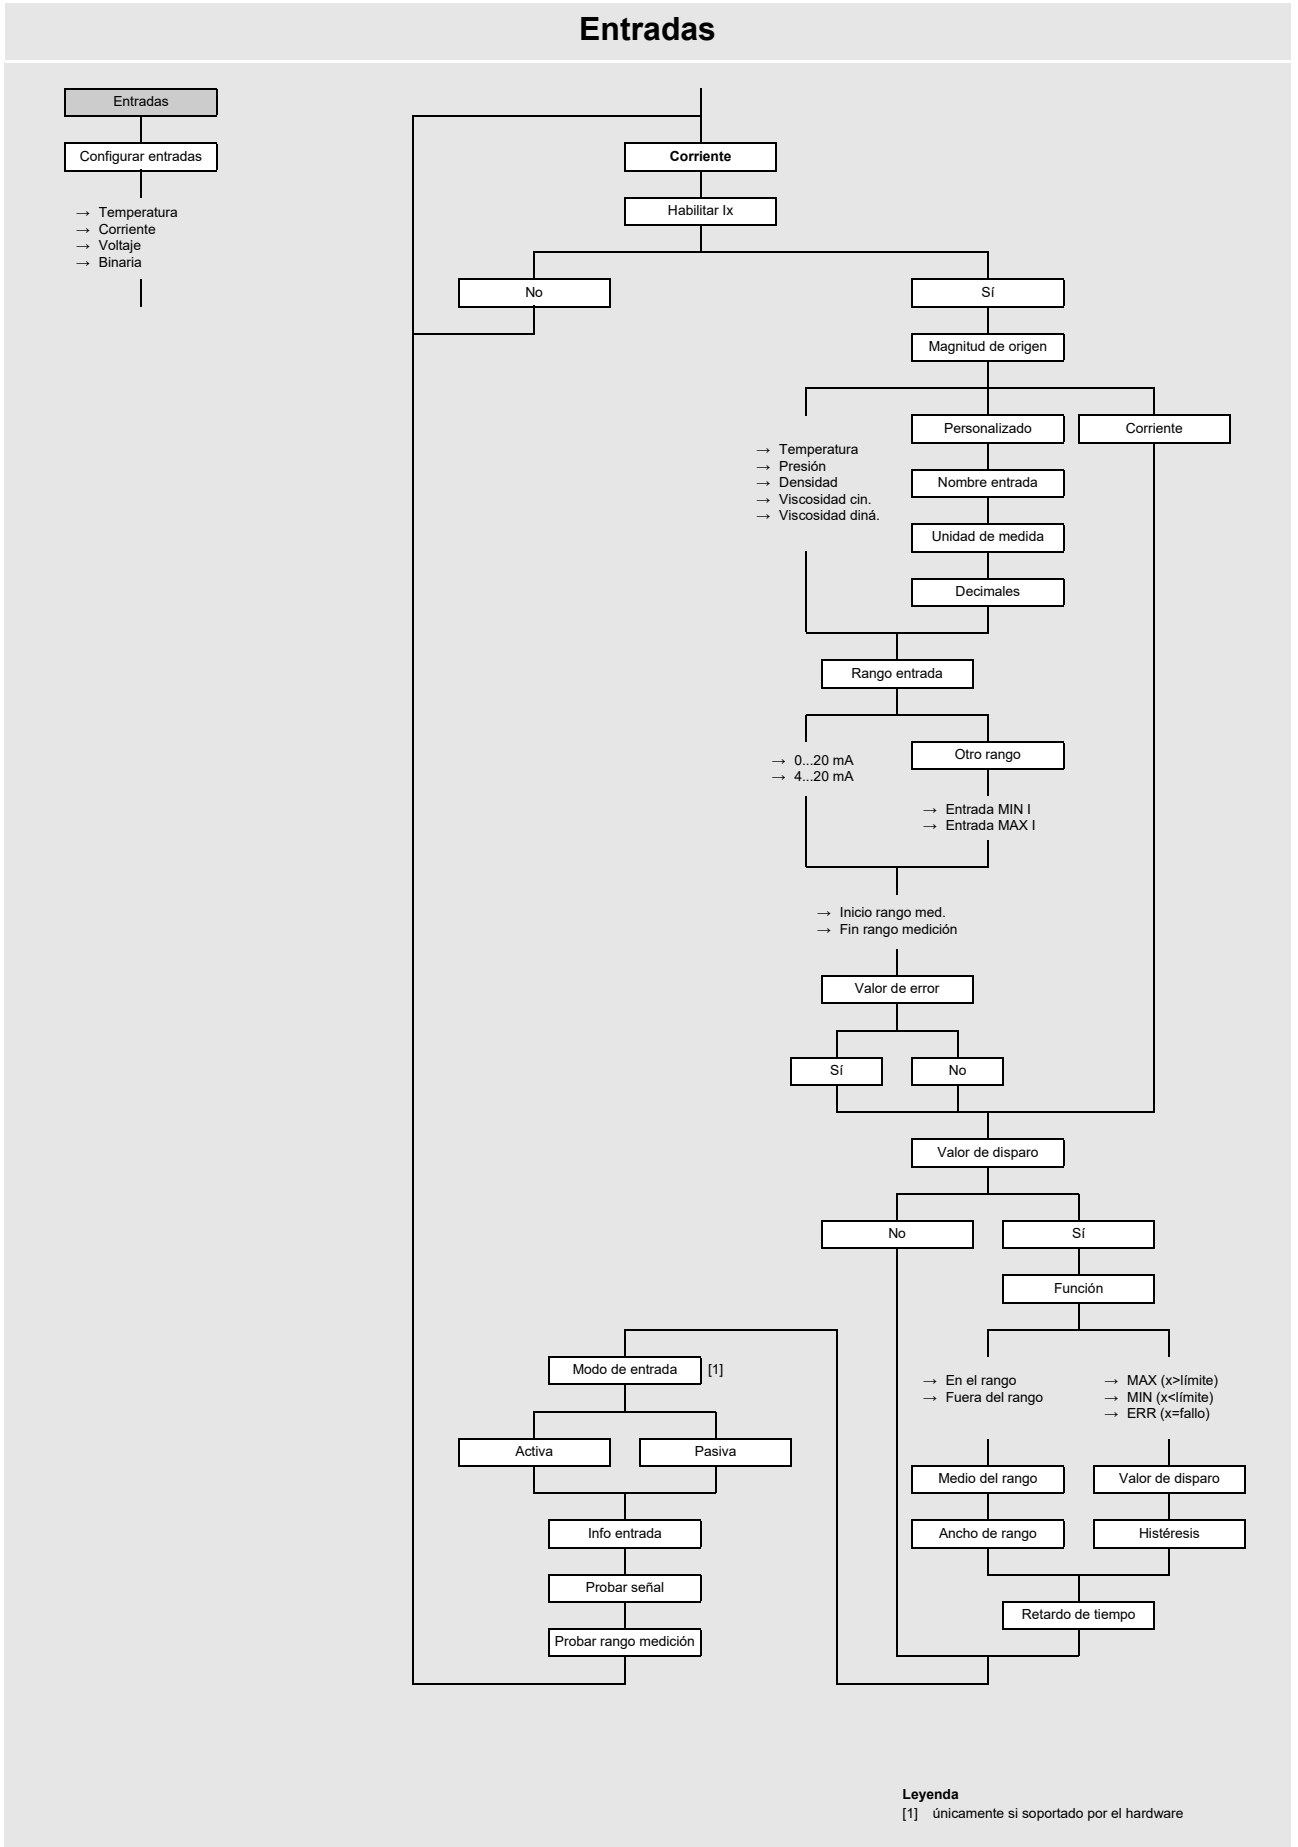 Entradas
Entradas
Configurar entradas
→ Temperatura
→ Corriente
→ Voltaje
→ Binaria
Corriente
Habilitar Ix
No
Sí
Magnitud de origen
Personalizado
Corriente
→ Temperatura
→ Presión
→ Densidad
→ Viscosidad cin.
→ Viscosidad diná.
Nombre entrada
Unidad de medida
Decimales
Rango entrada
→ 0...20 mA
→ 4...20 mA
Otro rango
→ Entrada MIN I
→ Entrada MAX I
→ Inicio rango med.
→ Fin rango medición
Valor de error
Sí
No
Valor de disparo
No
Sí
Función
→ En el rango
→ Fuera del rango
→ MAX (x>límite)
→ MIN (x<límite)
→ ERR (x=fallo)
Medio del rango
Valor de disparo
Ancho de rango
Histéresis
Retardo de tiempo
Modo de entrada [1]
Activa
Pasiva
Info entrada
Probar señal
Probar rango medición
Leyenda
[1] únicamente si soportado por el hardware